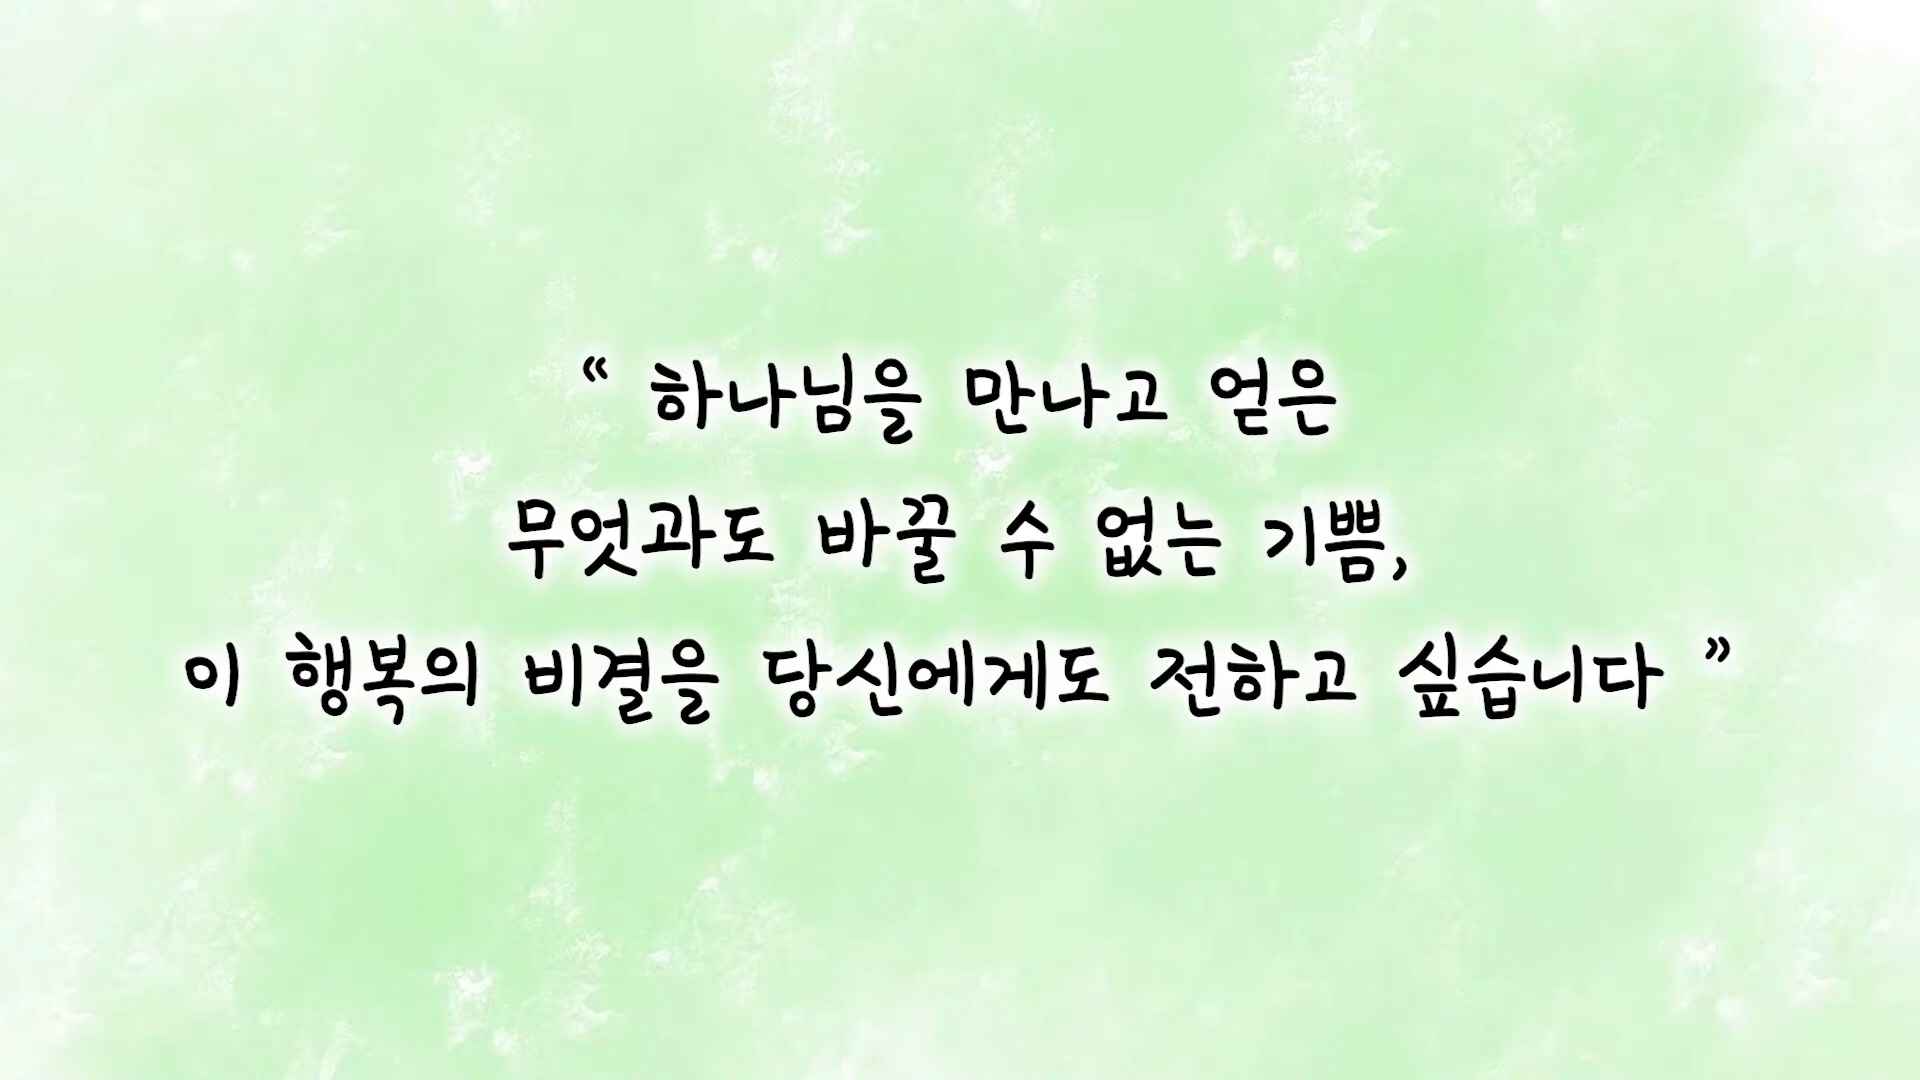 “ 하나님을 만나고 얻은
무엇과도 바꿀 수 없는 기쁨,
이 행복의 비결을 당신에게도 전하고 싶습니다 ”